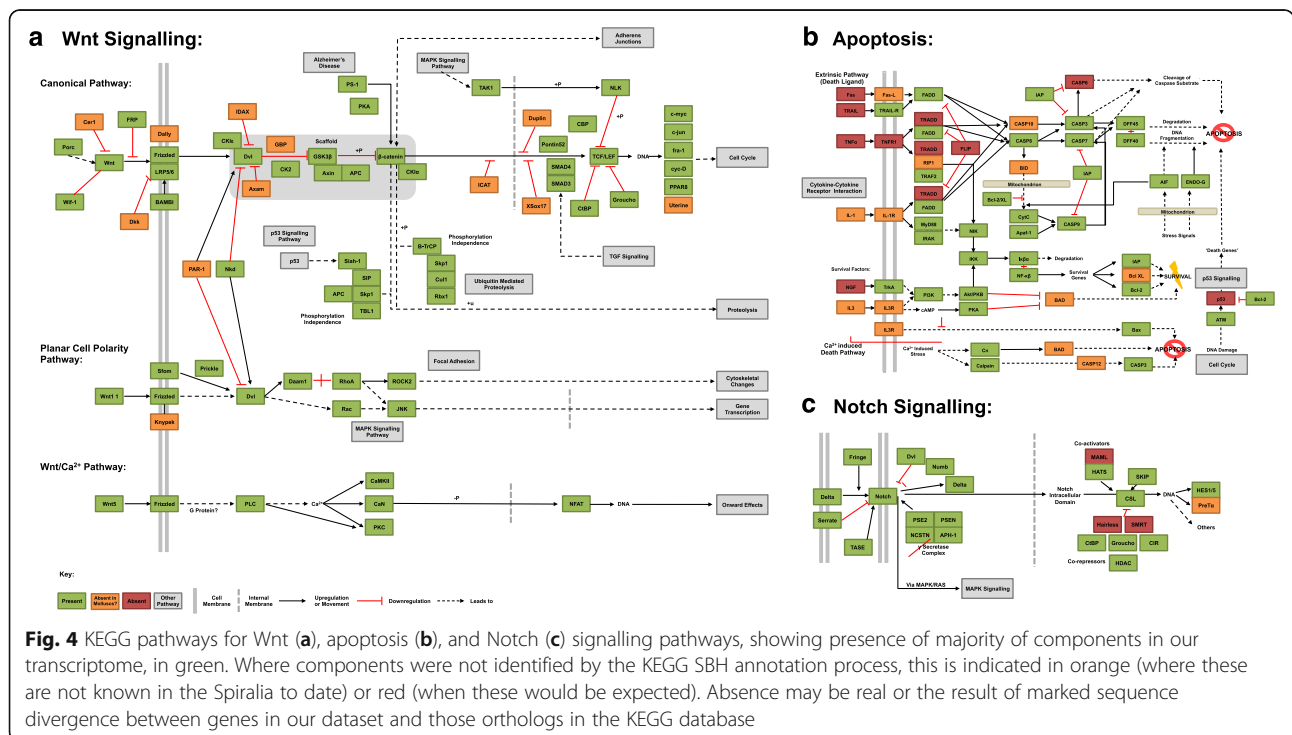 a Wnt Signalling:
Canonical Pathway:
Alzheimer's
Disease
MAPK Signalling
Pathway
Adherens
Junctions
PS-1
PKA
TAK1
+P
NLK
+P
Cer1
FRP
Dally
IDAX
CKIε
GBP
Scaffold
Porc
Wnt
Frizzled
LRP5/6
BAMBI
Dvl
CK2
GSK3β
+P
Axin
APC
β-catenin
CKIα
Wif-1
Dkk
Axam
ICAT
Duplin
CBP
Pontin52
SMAD4
SMAD3
TCF/LEF
DNA
XSox17
CtBP
Groucho
c-myc
c-jun
fra-1
cyc-D
PPARδ
Uterine
Cell Cycle
TGF Signalling
PAR-1
Nkd
p53 Signalling
Pathway
p53
Siah-1
SIP
APC
Skp1
TBL1
Phosphorylation
Independence
+P
Phosphorylation
Independence
B-TrCP
Skp1
Cul1
Rbx1
Ubiquitin Mediated
Proteolysis
+u
Proteolysis
Planar Cell Polarity
Pathway:
Focal Adhesion
Stbm
Prickle
Wnt1 1
Frizzled
Knypek
Dvl
Daam1
RhoA
ROCK2
Rac
JNK
MAPK Signalling
Pathway
Cytoskeletal
Changes
Gene
Transcription
Wnt/Ca²⁺ Pathway:
Wnt5
Frizzled
G Protein?
PLC
Ca²⁺
CaMKII
CaN
PKC
-P
NFAT
DNA
Onward Effects
Key:
Present
Absent in
Molluscs?
Absent
Other
Pathway
Cell
Membrane
Internal
Membrane
Upregulation
or Movement
Downregulation
Leads to
b Apoptosis:
Extrinsic Pathway
(Death Ligand)
Fas
Fas-L
FADD
TRAIL
TRAIL-R
FADD
TNFα
TNFR1
TRADD
FADD
TRADD
RIP1
TRAF2
TRADD
FADD
FLIP
IAP
CASP6
CASP10
CASP8
CASP3
CASP7
Cleavage of
Caspase Substrate
DFF45
DFF40
Degradation
DNA
Fragmentation
APOPTOSIS
BID
Mitochondrion
Bcl-2/XL
IAP
CytC
Apaf-1
CASP9
AIF
ENDO-G
Mitochondrion
Stress Signals
Cytokine-Cytokine
Receptor Interaction
IL-1
IL-1R
MyD88
IRAK
NIK
IKK
Iκβα
NF-κβ
Degradation
Survival
Genes
IAP
Bcl XL
Bcl-2
SURVIVAL
'Death Genes'
p53 Signalling
p53
Bcl-2
ATM
DNA Damage
Cell Cycle
Survival Factors:
NGF
TrkA
PI3K
Akt/PKB
IL3
IL3R
cAMP
PKA
BAD
IL3R
Bax
Ca²⁺ induced
Death Pathway
Ca²⁺ Induced
Stress
Cn
BAD
Calpain
CASP12
CASP3
APOPTOSIS
c Notch Signalling:
Fringe
Dvl
Numb
Delta
Delta
Notch
Serrate
TASE
PSE2
PSEN
NCSTN
APH-1
γ Secretase
Complex
Via MAPK/RAS
MAPK Signalling
Notch
Intracellular
Domain
Co-activators
MAML
HATS
SKIP
CSL
DNA
HES1/5
PreTα
Others
Hairless
SMRT
CtBP
Groucho
CIR
Co-repressors
HDAC
Fig. 4 KEGG pathways for Wnt (a), apoptosis (b), and Notch (c) signalling pathways, showing presence of majority of components in our
transcriptome, in green. Where components were not identified by the KEGG SBH annotation process, this is indicated in orange (where these
are not known in the Spiralia to date) or red (when these would be expected). Absence may be real or the result of marked sequence
divergence between genes in our dataset and those orthologs in the KEGG database